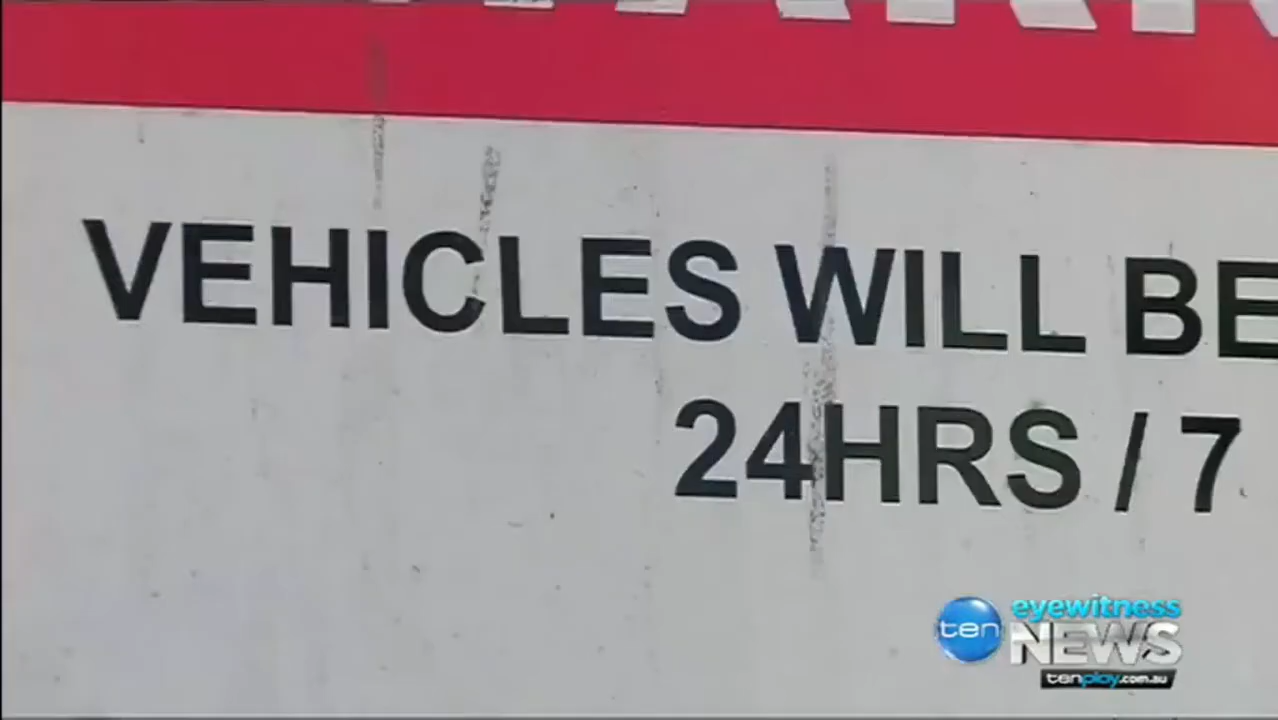 VEHICLES WILL BE
24HRS / 7
ten eyewitness
NEWS
tenplay.com.au